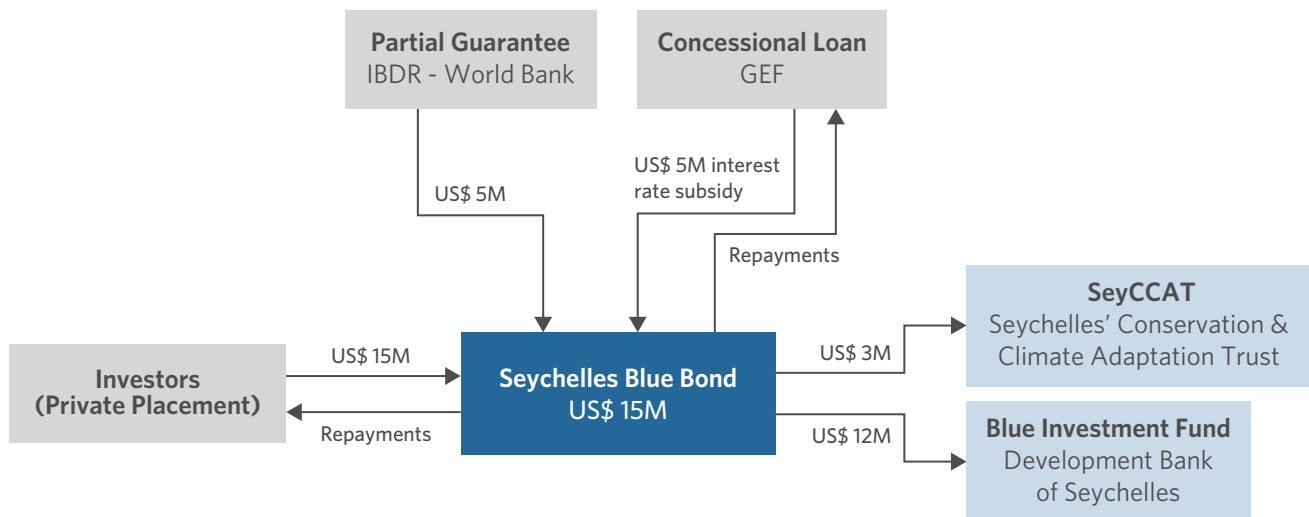 Partial Guarantee
IBDR - World Bank
Concessional Loan
GEF
US$ 5M
US$ 5M interest
rate subsidy
Repayments
Investors
(Private Placement)
US$ 15M
Repayments
Seychelles Blue Bond
US$ 15M
US$ 3M
US$ 12M
SeyCCAT
Seychelles’ Conservation &
Climate Adaptation Trust
Blue Investment Fund
Development Bank
of Seychelles